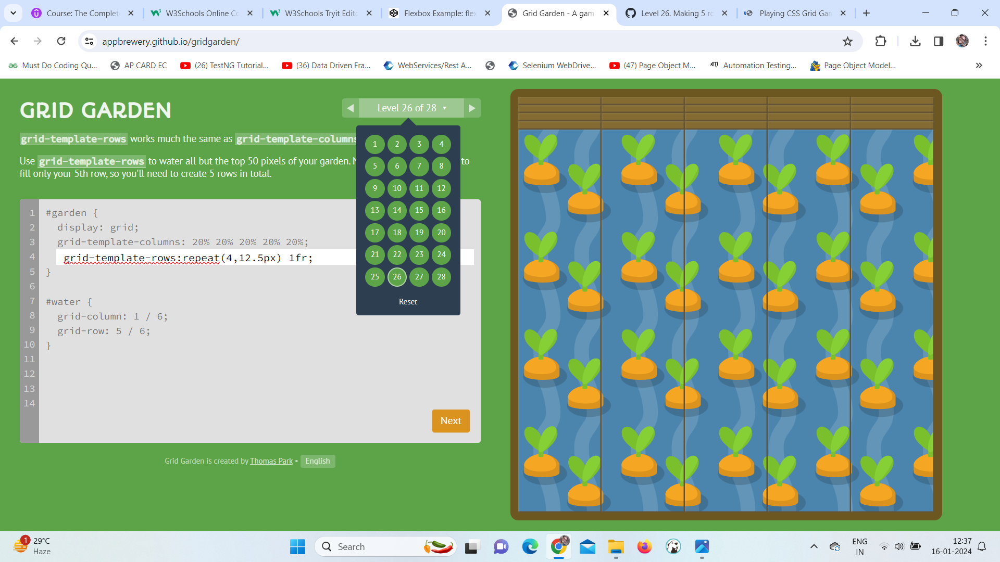 Course: The Complet
W3Schools Online Co
W3Schools Tryit Edito
Flexbox Example: flex
Grid Garden - A gam
Level 26. Making 5 ro
Playing CSS Grid Gar
appbrewery.github.io/gridgarden/
Must Do Coding Qu...
AP CARD EC
(26) TestNG Tutorial...
(36) Data Driven Fra...
WebServices/Rest A...
Selenium WebDrive...
(47) Page Object M...
Automation Testing...
Page Object Model...
GRID GARDEN
Level 26 of 28
grid-template-rows works much the same as grid-template-columns
Use grid-template-rows to water all but the top 50 pixels of your garden. N to
fill only your 5th row, so you'll need to create 5 rows in total.
1 2 3 4
5 6 7 8
9 10 11 12
13 14 15 16
17 18 19 20
21 22 23 24
25 26 27 28
Reset
1 #garden {
2 display: grid;
3 grid-template-columns: 20% 20% 20% 20% 20%;
4 grid-template-rows:repeat(4,12.5px) 1fr;
5 }
6
7 #water {
8 grid-column: 1 / 6;
9 grid-row: 5 / 6;
10 }
11
12
13
14
Next
Grid Garden is created by Thomas Park • English
1
29°C
Haze
Search
ENG
IN
12:37
16-01-2024